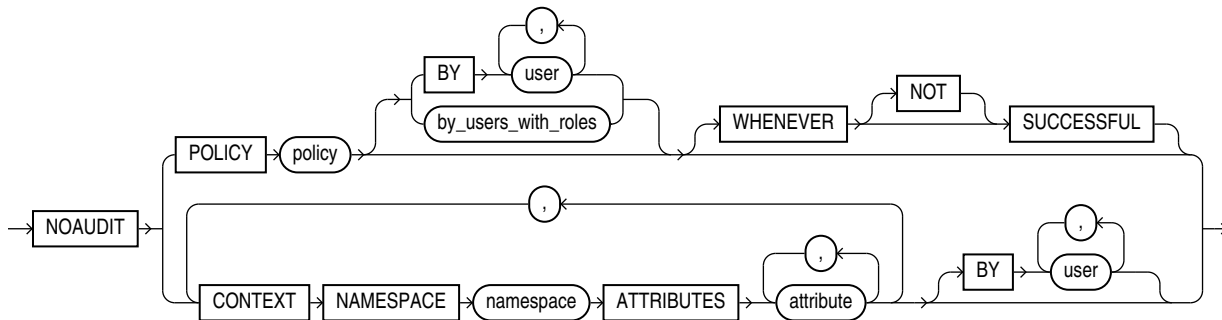 ,
BY user
NOT
by_users_with_roles
WHENEVER
SUCCESSFUL
POLICY policy
,
NOAUDIT
,
,
BY user
CONTEXT NAMESPACE namespace ATTRIBUTES attribute